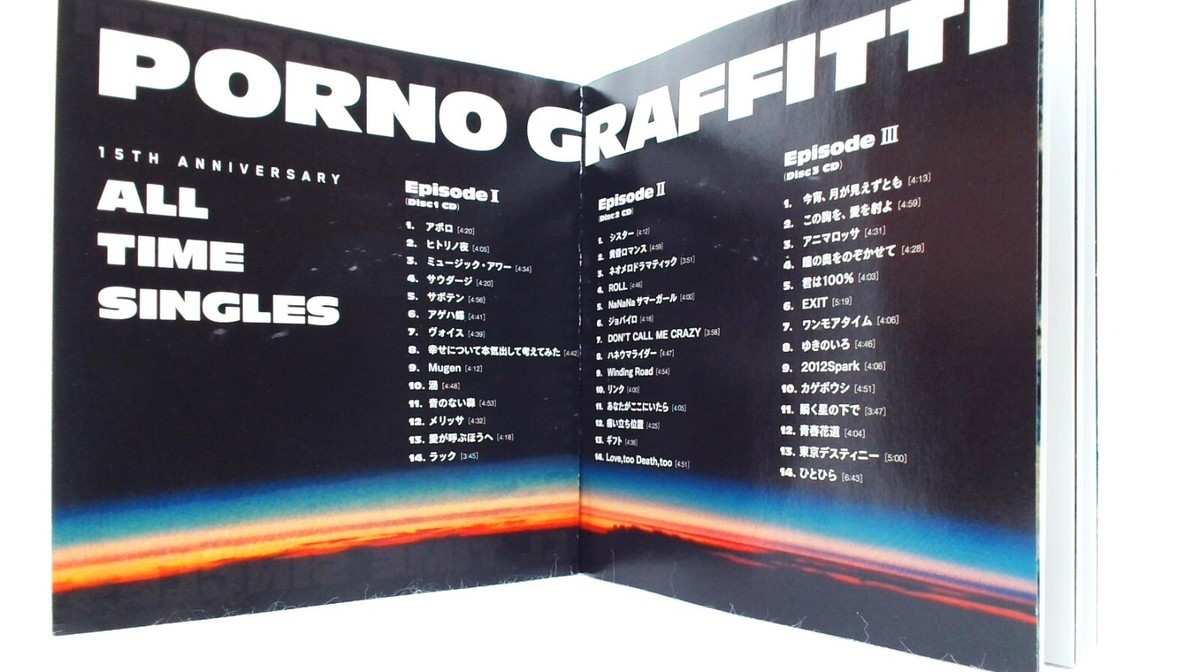 PORNO GRAFFITTI
15TH ANNIVERSARY
ALL
TIME
SINGLES
Episode Ⅰ
(Disc1 CD)
1. アポロ [4:20]
2. ヒトリノ夜 [4:05]
3. ミュージック・アワー [4:34]
4. サウダージ [4:20]
5. サボテン [4:56]
6. アゲハ蝶 [4:41]
7. ヴォイス [4:39]
8. 幸せについて本気出して考えてみた [4:42]
9. Mugen [4:12]
10. 渦 [4:48]
11. 音のない森 [4:53]
12. メリッサ [4:32]
13. 愛が呼ぶほうへ [4:18]
14. ラック [3:45]
Episode Ⅱ
(Disc2 CD)
1. シスター [4:12]
2. 黄昏ロマンス [4:59]
3. ネオメロドラマティック [3:51]
4. ROLL [4:46]
5. NaNaNa サマーガール [4:00]
6. ジョバイロ [4:18]
7. DON'T CALL ME CRAZY [3:58]
8. ハネウマライダー [4:47]
9. Winding Road [4:54]
10. リンク [4:00]
11. あなたがここにいたら [4:05]
12. 痛い立ち位置 [4:25]
13. ギフト [4:36]
14. Love,too Death,too [4:51]
Episode Ⅲ
(Disc3 CD)
1. 今宵、月が見えずとも [4:13]
2. この胸を、愛を射よ [4:59]
3. アニマロッサ [4:31]
4. 瞳の奥をのぞかせて [4:28]
5. 君は100% [4:03]
6. EXIT [5:19]
7. ワンモアタイム [4:06]
8. ゆきのいろ [4:46]
9. 2012Spark [4:06]
10. カゲボウシ [4:51]
11. 瞬く星の下で [3:47]
12. 青春花道 [4:04]
13. 東京デスティニー [5:00]
14. ひとひら [6:43]